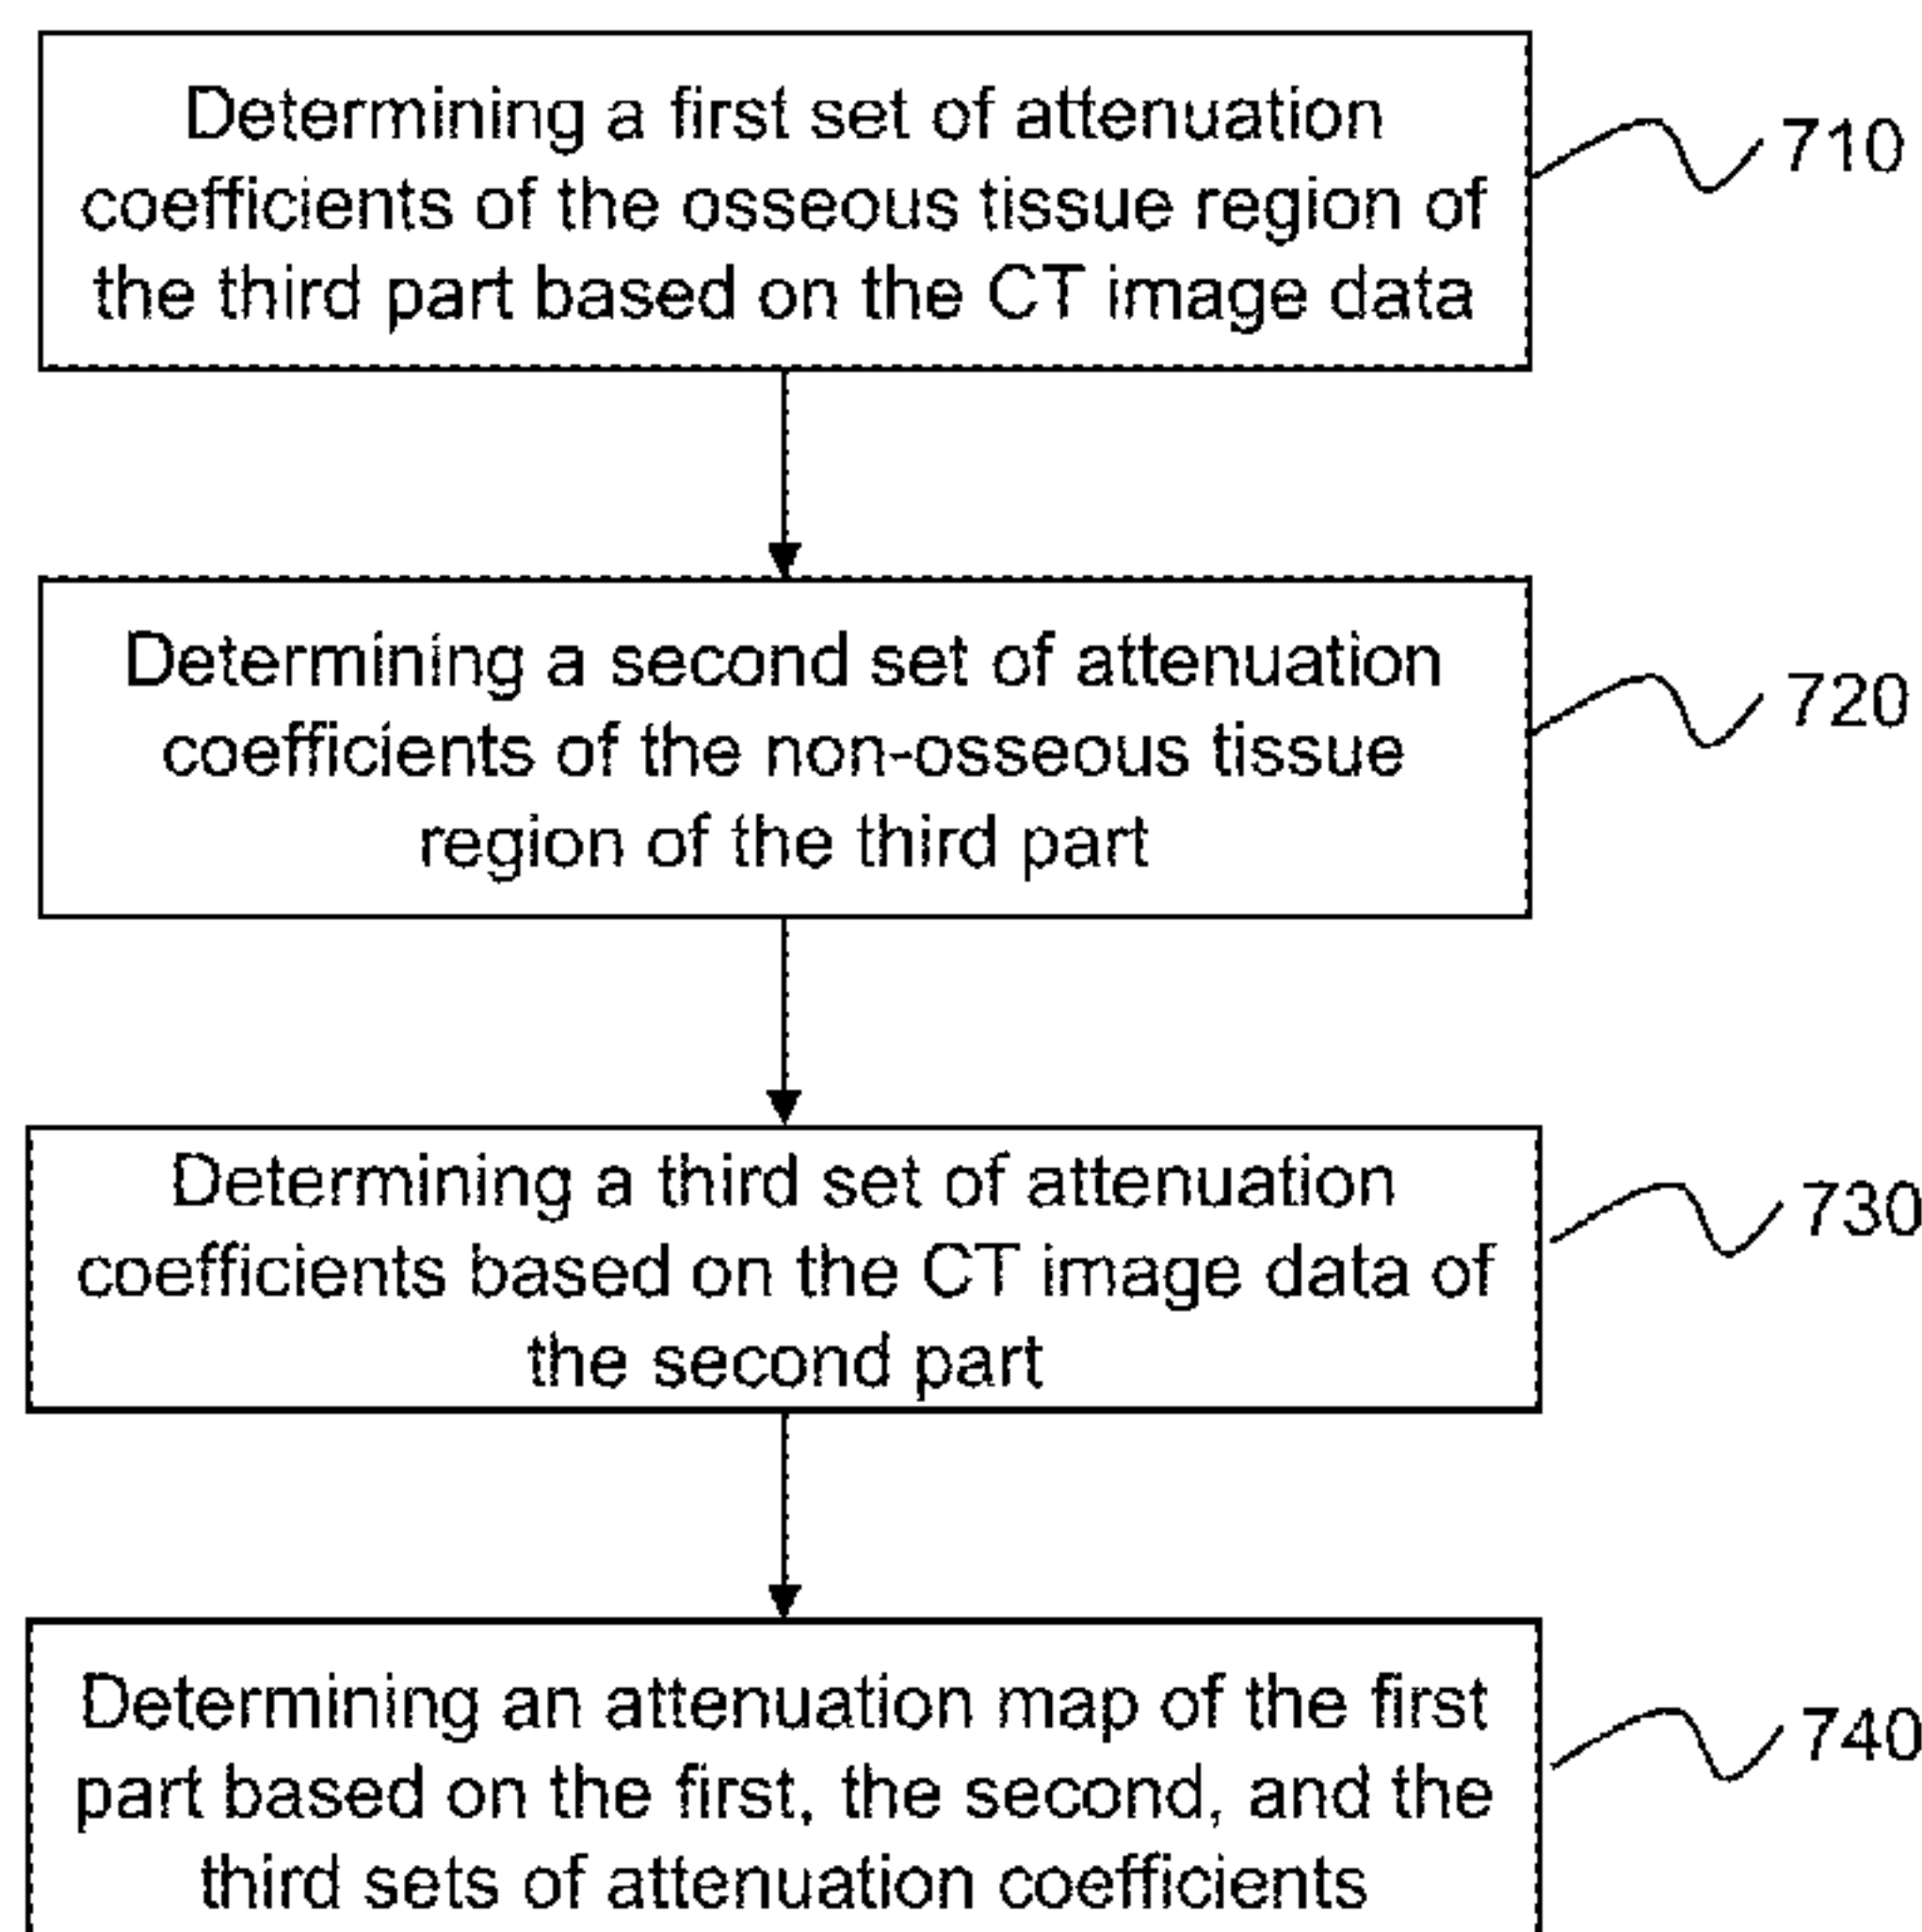 Determining a first set of attenuation
coefficients of the osseous tissue region of
the third part based on the CT image data
710
Determining a second set of attenuation
coefficients of the non-osseous tissue
region of the third part
720
Determining a third set of attenuation
coefficients based on the CT image data of
the second part
730
Determining an attenuation map of the first
part based on the first, the second, and the
third sets of attenuation coefficients
740